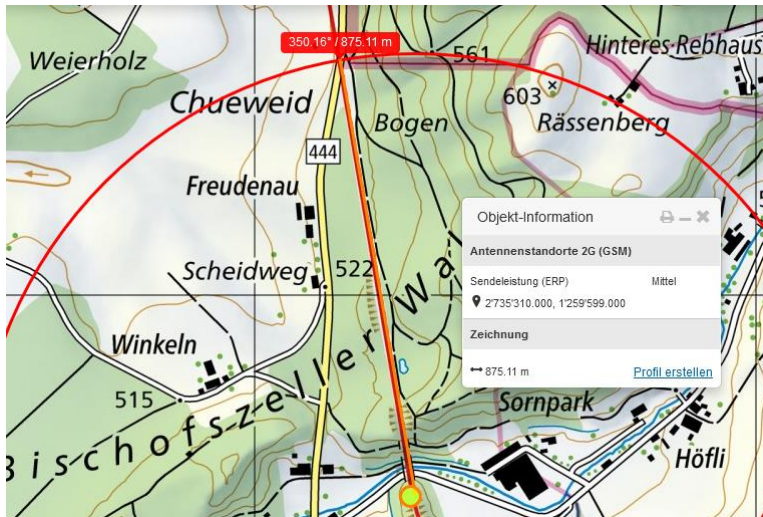 350.16° / 875.11 m
561
Hinteres Rebhaus
Weierholz
603
Chueweid
Bogen
Rässenberg
444
Freudenau
Objekt-Information
Antennenstandorte 2G (GSM)
Scheidweg
522
Sendeleistung (ERP) Mittel
2'735'310.000, 1'259'599.000
Zeichnung
Winkeln
875.11 m Profil erstellen
515
Sornpark
Bischofszeller Wal
Höfli